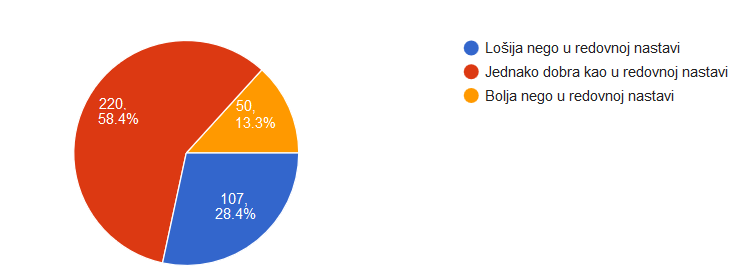 220,
58.4%
50,
13.3%
107,
28.4%
Lošija nego u redovnoj nastavi
Jednako dobra kao u redovnoj nastavi
Bolja nego u redovnoj nastavi